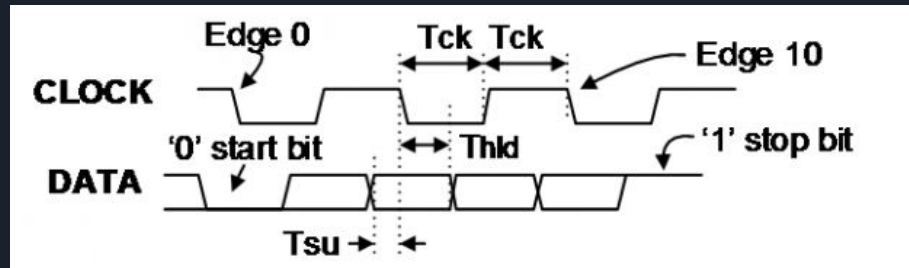 Edge 0
Tck Tck
Edge 10
CLOCK
'0' start bit
Thld
'1' stop bit
DATA
Tsu